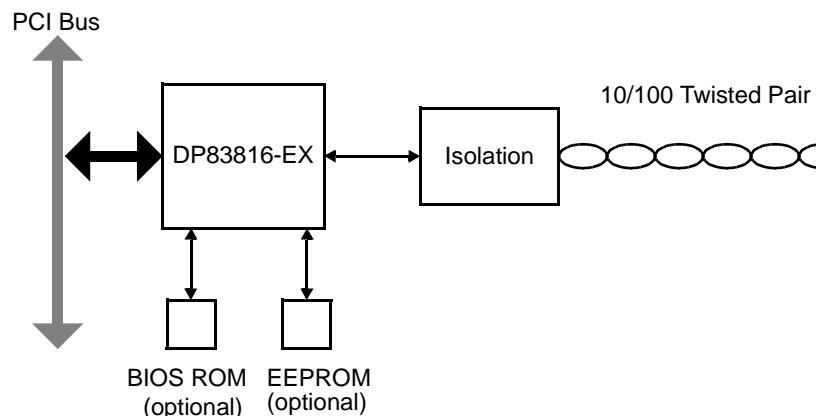 PCI Bus
10/100 Twisted Pair
DP83816-EX
Isolation
BIOS ROM
(optional)
EEPROM
(optional)